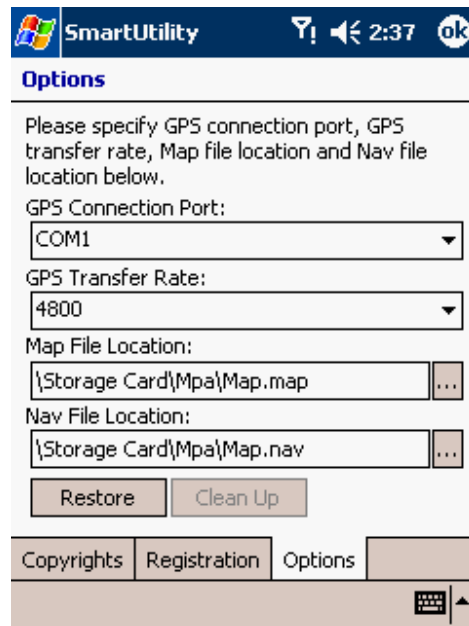 SmartUtility 2:37 ok
Options
Please specify GPS connection port, GPS
transfer rate, Map file location and Nav file
location below.
GPS Connection Port:
COM1
GPS Transfer Rate:
4800
Map File Location:
\Storage Card\Mpa\Map.map ...
Nav File Location:
\Storage Card\Mpa\Map.nav ...
Restore Clean Up
Copyrights Registration Options